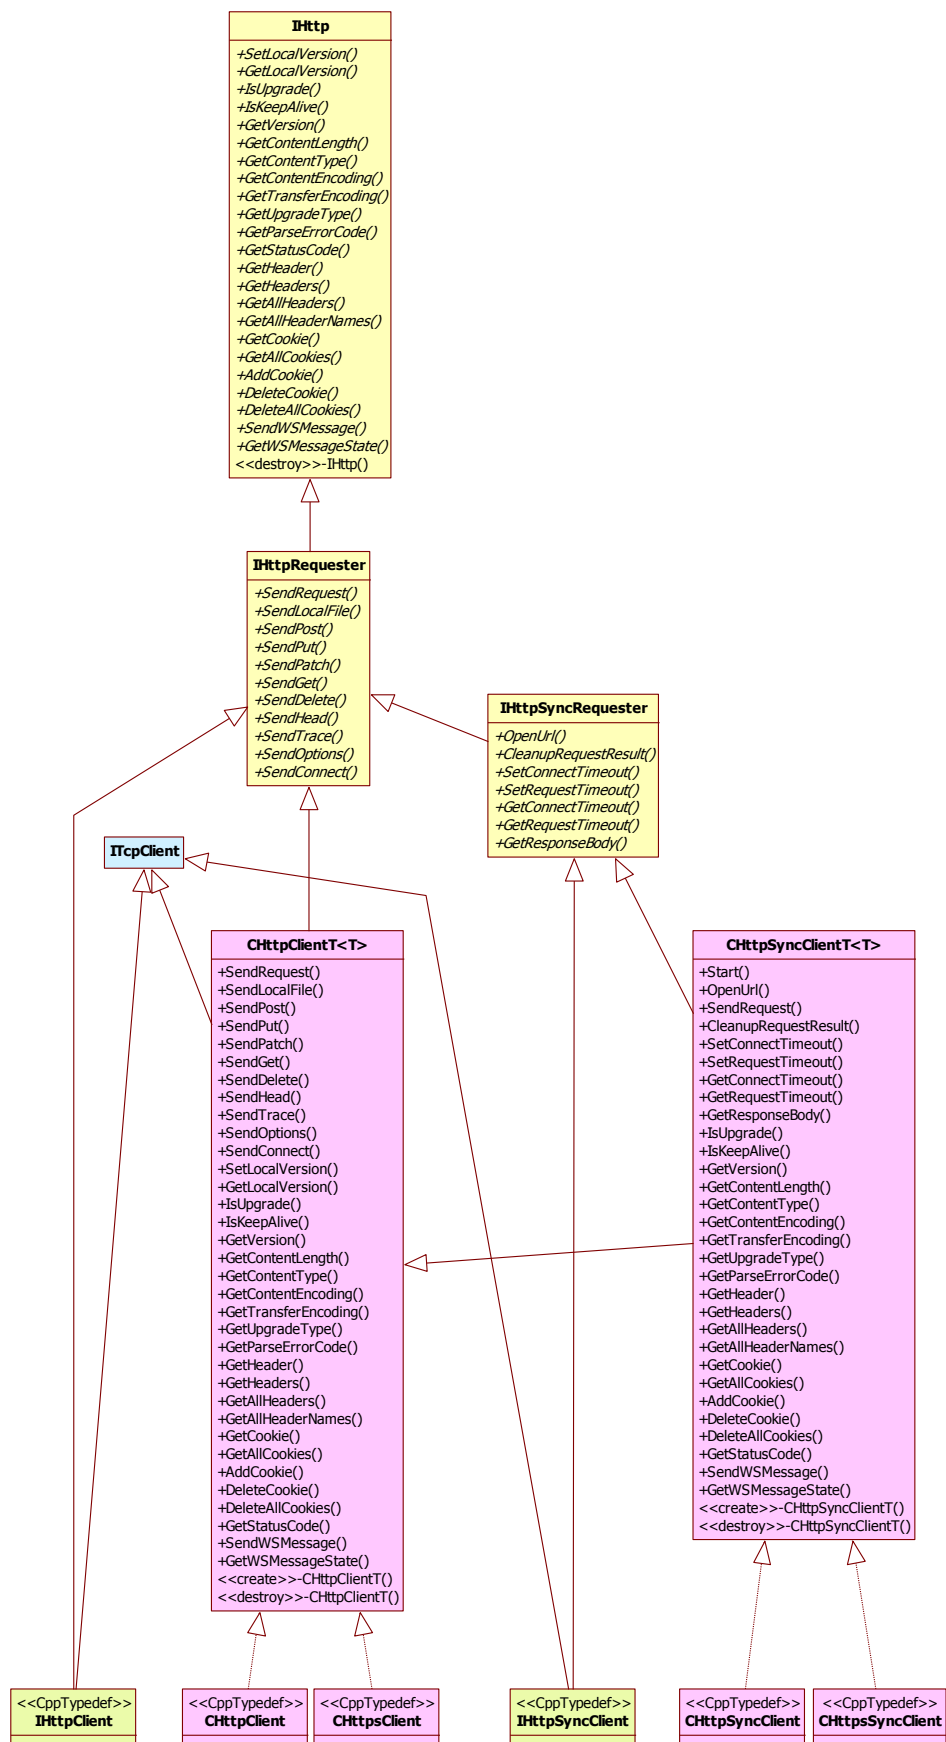 IHttp
+SetLocalVersion()
+GetLocalVersion()
+IsUpgrade()
+IsKeepAlive()
+GetVersion()
+GetContentLength()
+GetContentType()
+GetContentEncoding()
+GetTransferEncoding()
+GetUpgradeType()
+GetParseErrorCode()
+GetStatusCode()
+GetHeader()
+GetHeaders()
+GetAllHeaders()
+GetAllHeaderNames()
+GetCookie()
+GetAllCookies()
+AddCookie()
+DeleteCookie()
+DeleteAllCookies()
+SendWSMessage()
+GetWSMessageState()
<<destroy>>-IHttp()
IHttpRequester
+SendRequest()
+SendLocalFile()
+SendPost()
+SendPut()
+SendPatch()
+SendGet()
+SendDelete()
+SendHead()
+SendTrace()
+SendOptions()
+SendConnect()
IHttpSyncRequester
+OpenUrl()
+CleanupRequestResult()
+SetConnectTimeout()
+SetRequestTimeout()
+GetConnectTimeout()
+GetRequestTimeout()
+GetResponseBody()
ITcpClient
CHttpClientT<T>
+SendRequest()
+SendLocalFile()
+SendPost()
+SendPut()
+SendPatch()
+SendGet()
+SendDelete()
+SendHead()
+SendTrace()
+SendOptions()
+SendConnect()
+SetLocalVersion()
+GetLocalVersion()
+IsUpgrade()
+IsKeepAlive()
+GetVersion()
+GetContentLength()
+GetContentType()
+GetContentEncoding()
+GetTransferEncoding()
+GetUpgradeType()
+GetParseErrorCode()
+GetHeader()
+GetHeaders()
+GetAllHeaders()
+GetAllHeaderNames()
+GetCookie()
+GetAllCookies()
+AddCookie()
+DeleteCookie()
+DeleteAllCookies()
+GetStatusCode()
+SendWSMessage()
+GetWSMessageState()
<<create>>-CHttpClientT()
<<destroy>>-CHttpClientT()
CHttpSyncClientT<T>
+Start()
+OpenUrl()
+SendRequest()
+CleanupRequestResult()
+SetConnectTimeout()
+SetRequestTimeout()
+GetConnectTimeout()
+GetRequestTimeout()
+GetResponseBody()
+IsUpgrade()
+IsKeepAlive()
+GetVersion()
+GetContentLength()
+GetContentType()
+GetContentEncoding()
+GetTransferEncoding()
+GetUpgradeType()
+GetParseErrorCode()
+GetHeader()
+GetHeaders()
+GetAllHeaders()
+GetAllHeaderNames()
+GetCookie()
+GetAllCookies()
+AddCookie()
+DeleteCookie()
+DeleteAllCookies()
+GetStatusCode()
+SendWSMessage()
+GetWSMessageState()
<<create>>-CHttpSyncClientT()
<<destroy>>-CHttpSyncClientT()
<<CppTypedef>>
IHttpClient
<<CppTypedef>>
CHttpClient
<<CppTypedef>>
CHttpsClient
<<CppTypedef>>
IHttpSyncClient
<<CppTypedef>>
CHttpSyncClient
<<CppTypedef>>
CHttpsSyncClient